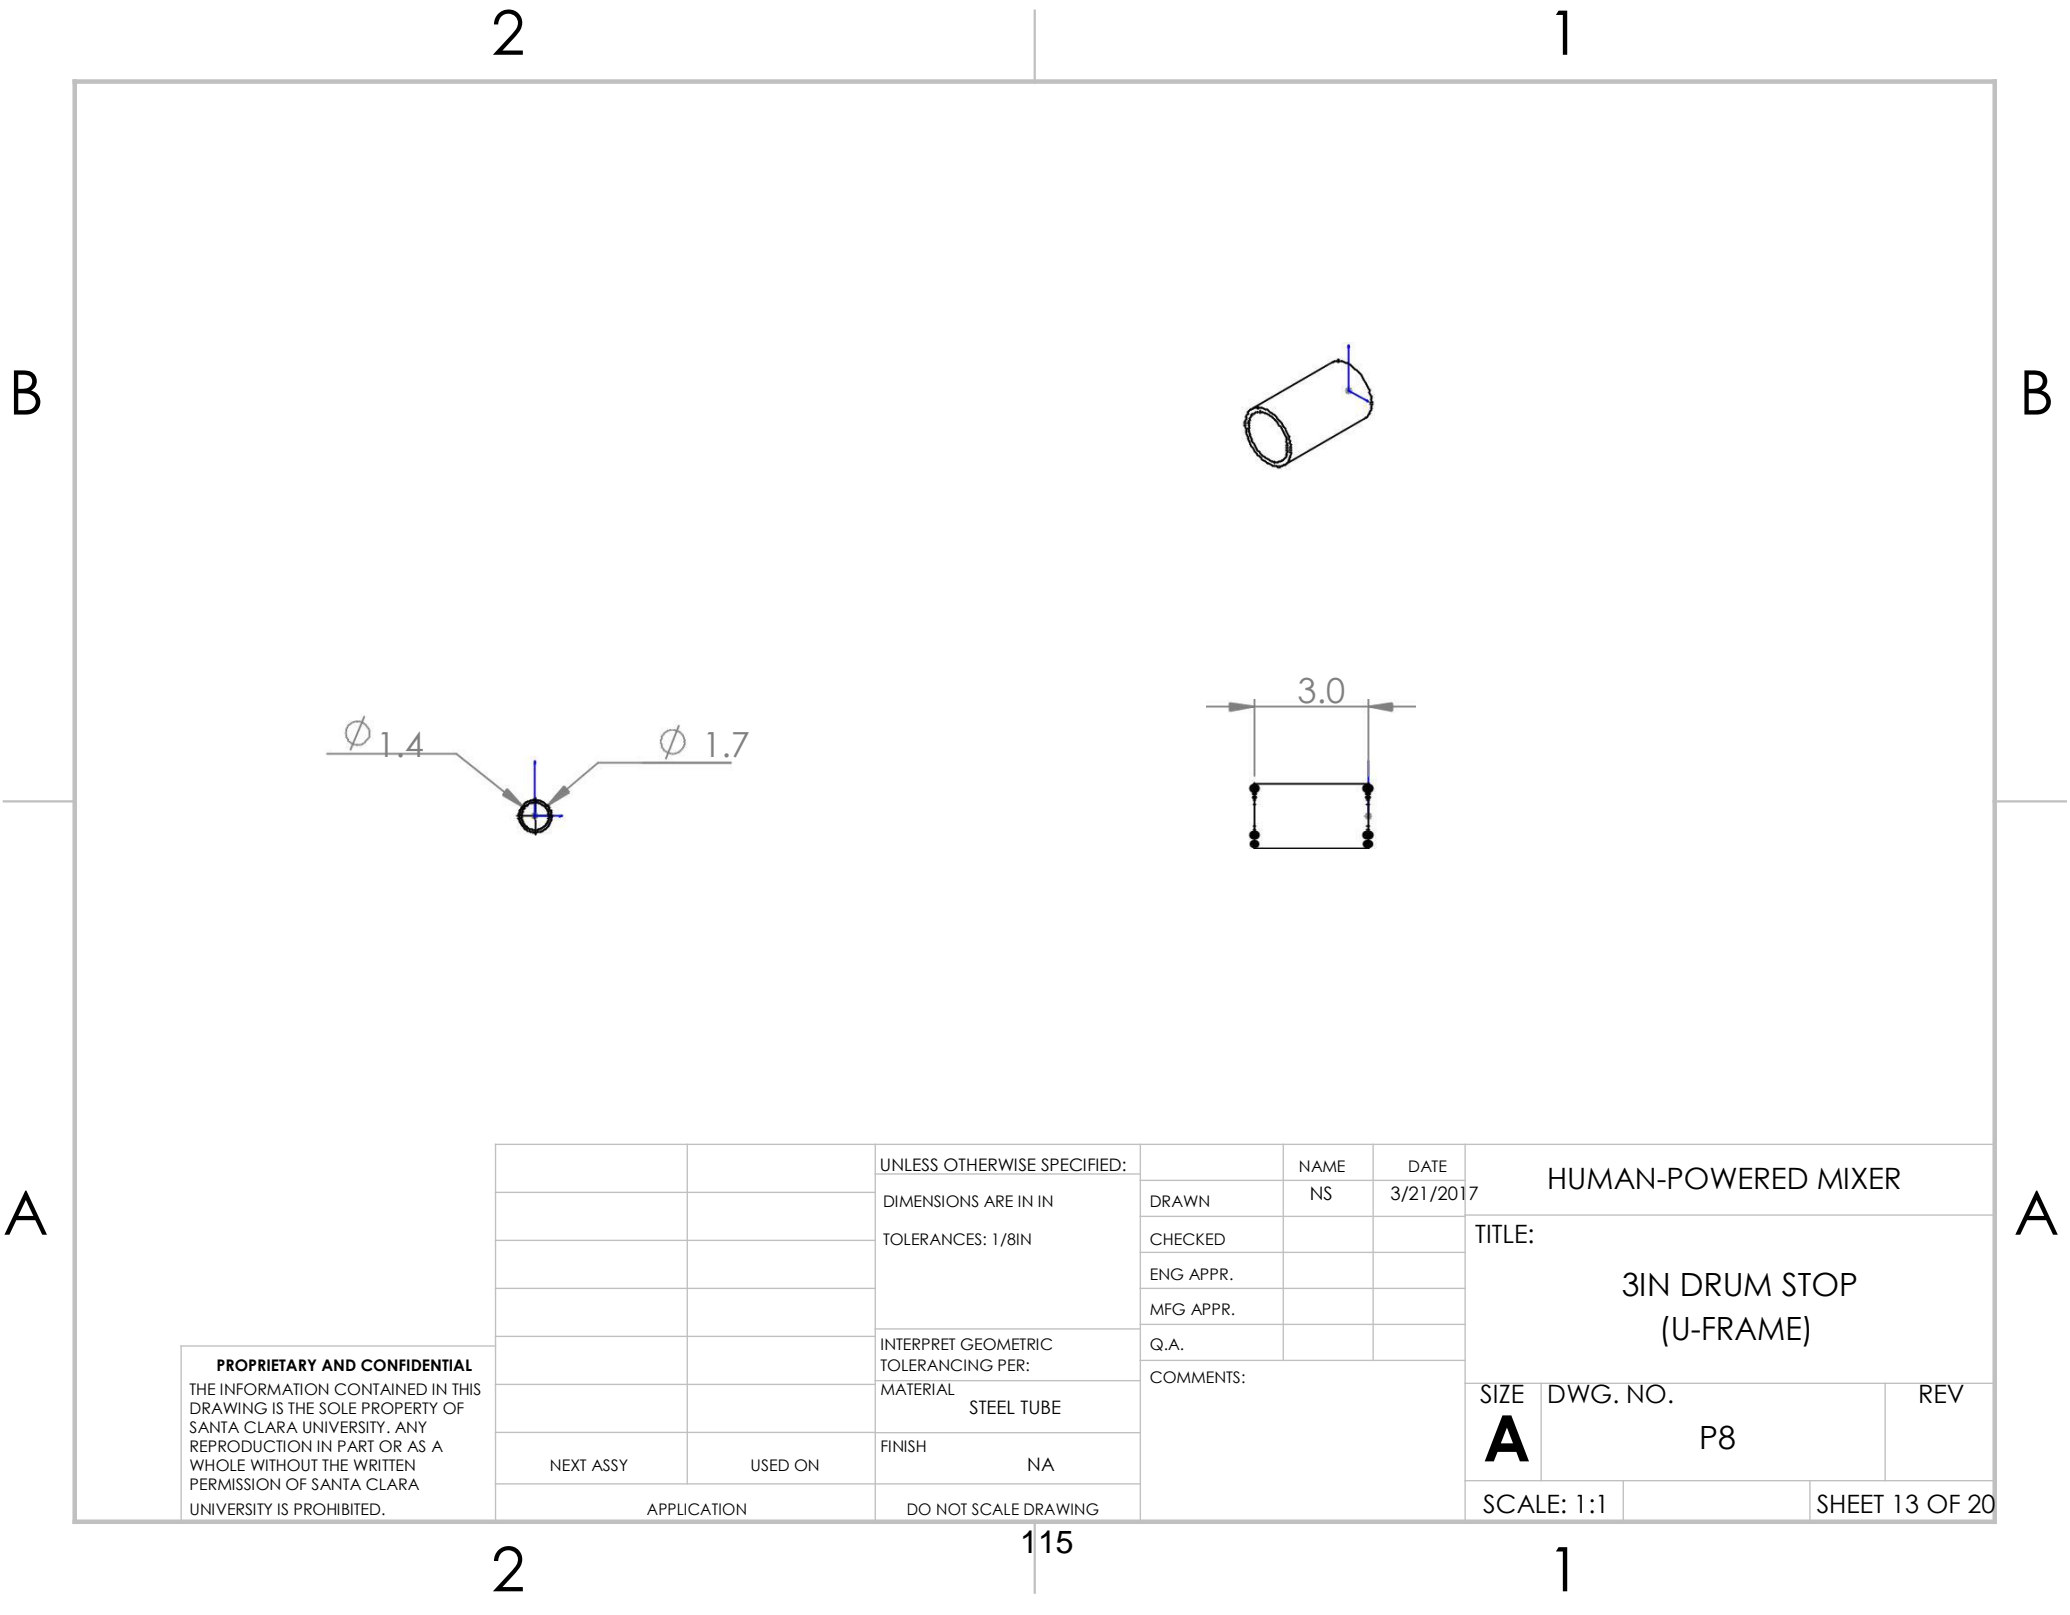 2
1
B
B
3.0
∅ 1.4
∅ 1.7
A
A
UNLESS OTHERWISE SPECIFIED:
DIMENSIONS ARE IN IN
TOLERANCES: 1/8IN
INTERPRET GEOMETRIC
TOLERANCING PER:
MATERIAL
STEEL TUBE
FINISH
NA
DO NOT SCALE DRAWING
NAME
DATE
DRAWN
NS
3/21/2017
CHECKED
ENG APPR.
MFG APPR.
Q.A.
COMMENTS:
HUMAN-POWERED MIXER
TITLE:
3IN DRUM STOP
(U-FRAME)
SIZE
A
DWG. NO.
P8
REV
SCALE: 1:1
SHEET 13 OF 20
PROPRIETARY AND CONFIDENTIAL
THE INFORMATION CONTAINED IN THIS
DRAWING IS THE SOLE PROPERTY OF
SANTA CLARA UNIVERSITY. ANY
REPRODUCTION IN PART OR AS A
WHOLE WITHOUT THE WRITTEN
PERMISSION OF SANTA CLARA
UNIVERSITY IS PROHIBITED.
NEXT ASSY
USED ON
APPLICATION
115
2
1